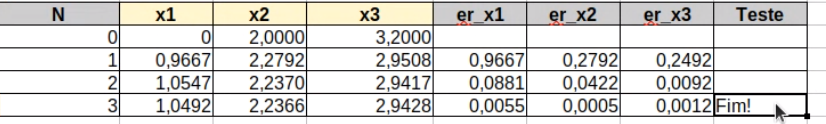 N x1 x2 x3 er_x1 er_x2 er_x3 Teste
0 0 2,0000 3,2000
1 0,9667 2,2792 2,9508 0,9667 0,2792 0,2492
2 1,0547 2,2370 2,9417 0,0881 0,0422 0,0092
3 1,0492 2,2366 2,9428 0,0055 0,0005 0,0012 Fim!